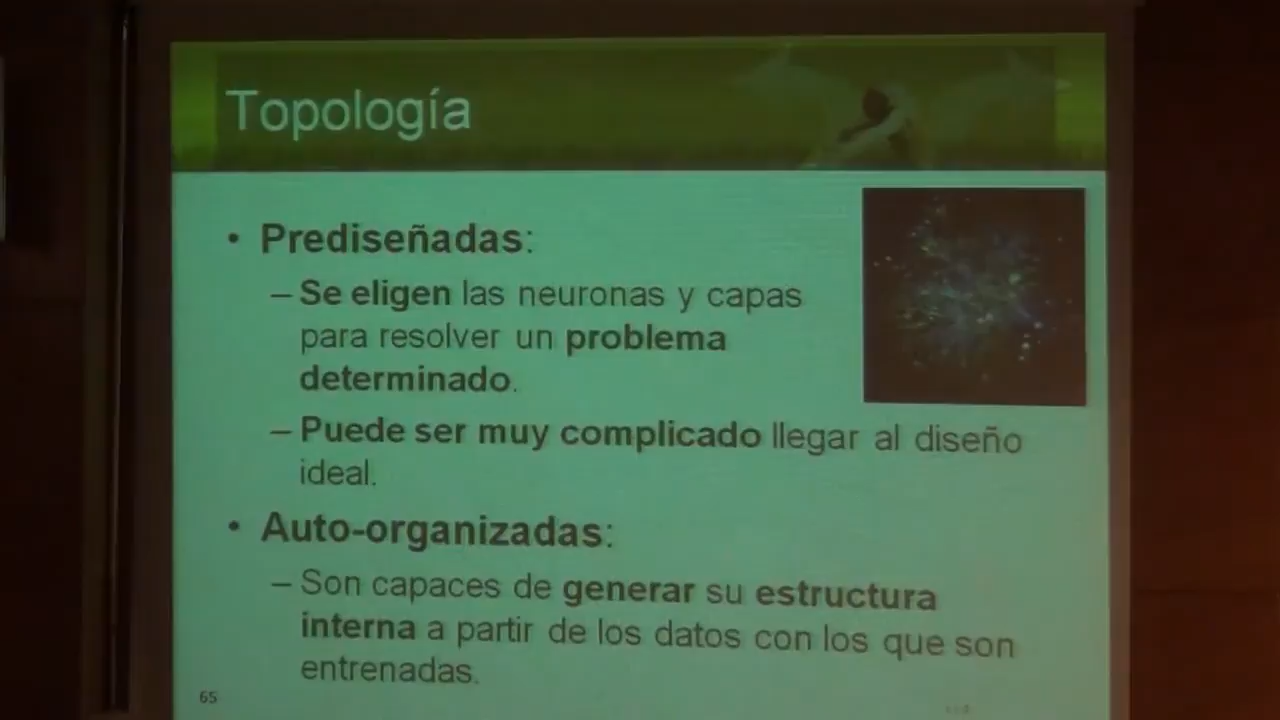 Topología
• Prediseñadas:
– Se eligen las neuronas y capas
para resolver un problema
determinado.
– Puede ser muy complicado llegar al diseño
ideal.
• Auto-organizadas:
– Son capaces de generar su estructura
interna a partir de los datos con los que son
entrenadas.
65